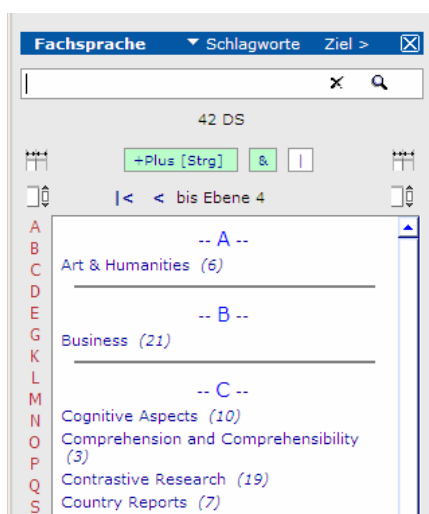 Fachsprache ▼ Schlagworte Ziel >
42 DS
+Plus [Strg] & |
|< < bis Ebene 4
A
B
C
D
E
G
K
L
M
N
O
P
Q
S
-- A --
Art & Humanities (6)
-- B --
Business (21)
-- C --
Cognitive Aspects (10)
Comprehension and Comprehensibility
(3)
Contrastive Research (19)
Country Reports (7)